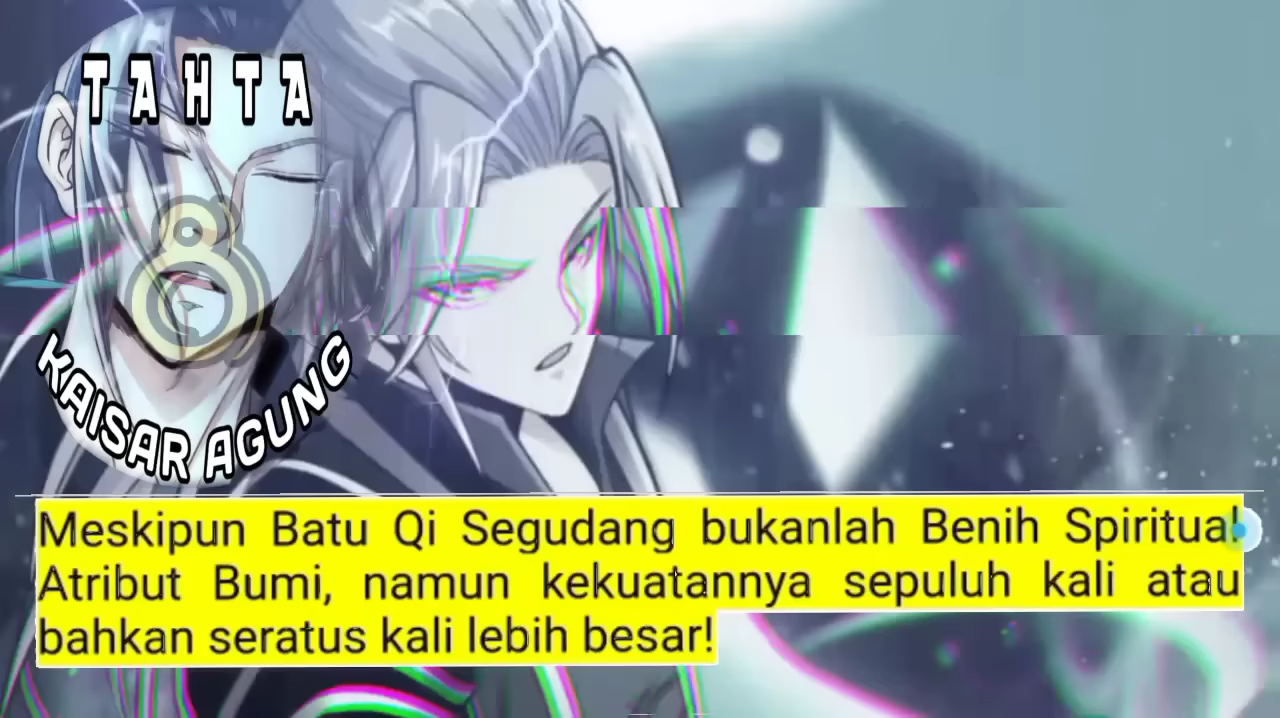 TAHTA
KAISAR AGUNG
Meskipun Batu Qi Segudang bukanlah Benih Spiritual
Atribut Bumi, namun kekuatannya sepuluh kali atau
bahkan seratus kali lebih besar!